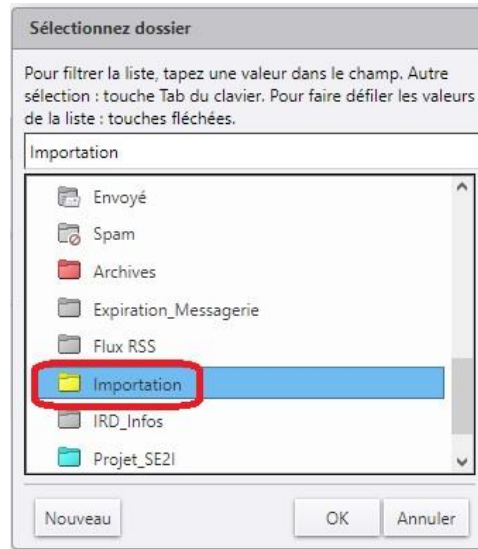 Sélectionnez dossier
Pour filtrer la liste, tapez une valeur dans le champ. Autre
sélection : touche Tab du clavier. Pour faire défiler les valeurs
de la liste : touches fléchées.
Importation
Envoyé
Spam
Archives
Expiration_Messagerie
Flux RSS
Importation
IRD_Infos
Projet_SE2I
Nouveau OK Annuler